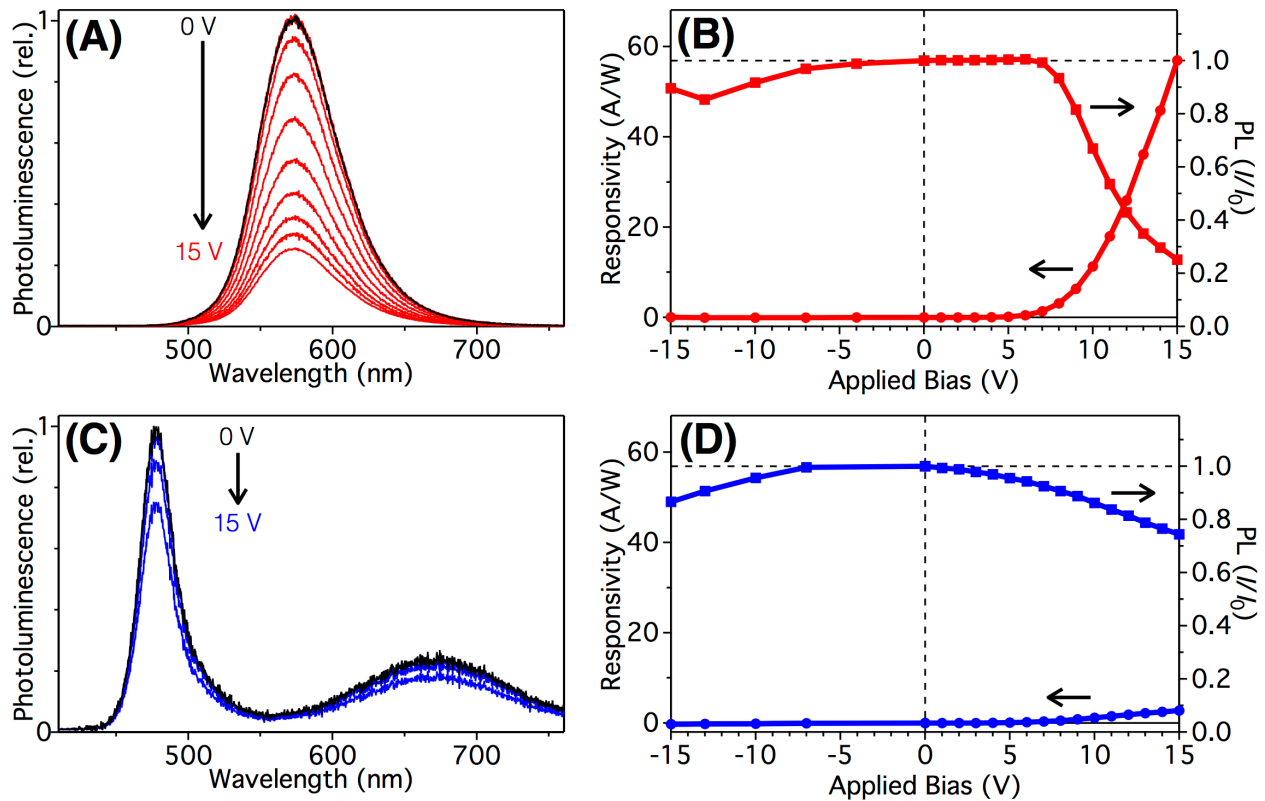 (A)
0 V
15 V
Photoluminescence (rel.)
1
0
500 600 700
Wavelength (nm)
(B)
Responsivity (A/W)
60
40
20
0
1.0
0.8
0.6
0.4
0.2
0.0
PL (I/I0)
-15 -10 -5 0 5 10 15
Applied Bias (V)
(C)
0 V
15 V
Photoluminescence (rel.)
1
0
500 600 700
Wavelength (nm)
(D)
Responsivity (A/W)
60
40
20
0
1.0
0.8
0.6
0.4
0.2
0.0
PL (I/I0)
-15 -10 -5 0 5 10 15
Applied Bias (V)